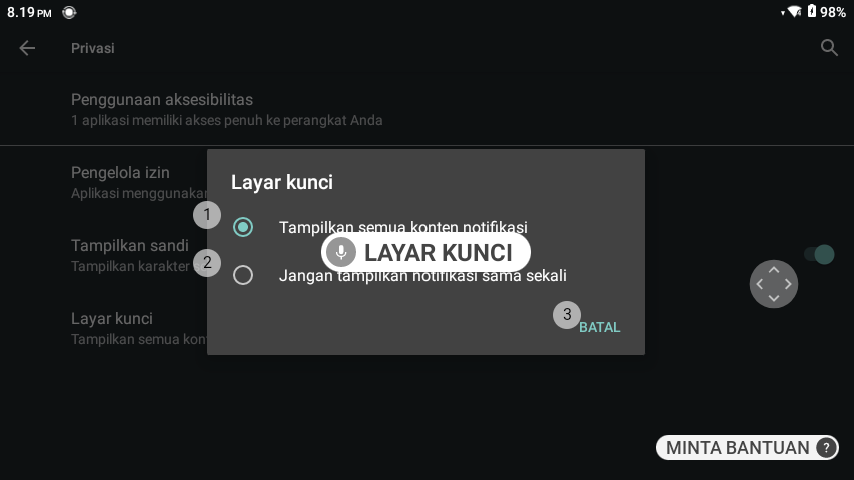 8.19 PM
98%
Privasi
Penggunaan aksesibilitas
1 aplikasi memiliki akses penuh ke perangkat Anda
Pengelola izin
Aplikasi menggunakan
Tampilkan sandi
Tampilkan karakter
Layar kunci
Tampilkan semua kon
Layar kunci
1
Tampilkan semua konten notifikasi
LAYAR KUNCI
2
Jangan tampilkan notifikasi sama sekali
3
BATAL
MINTA BANTUAN ?